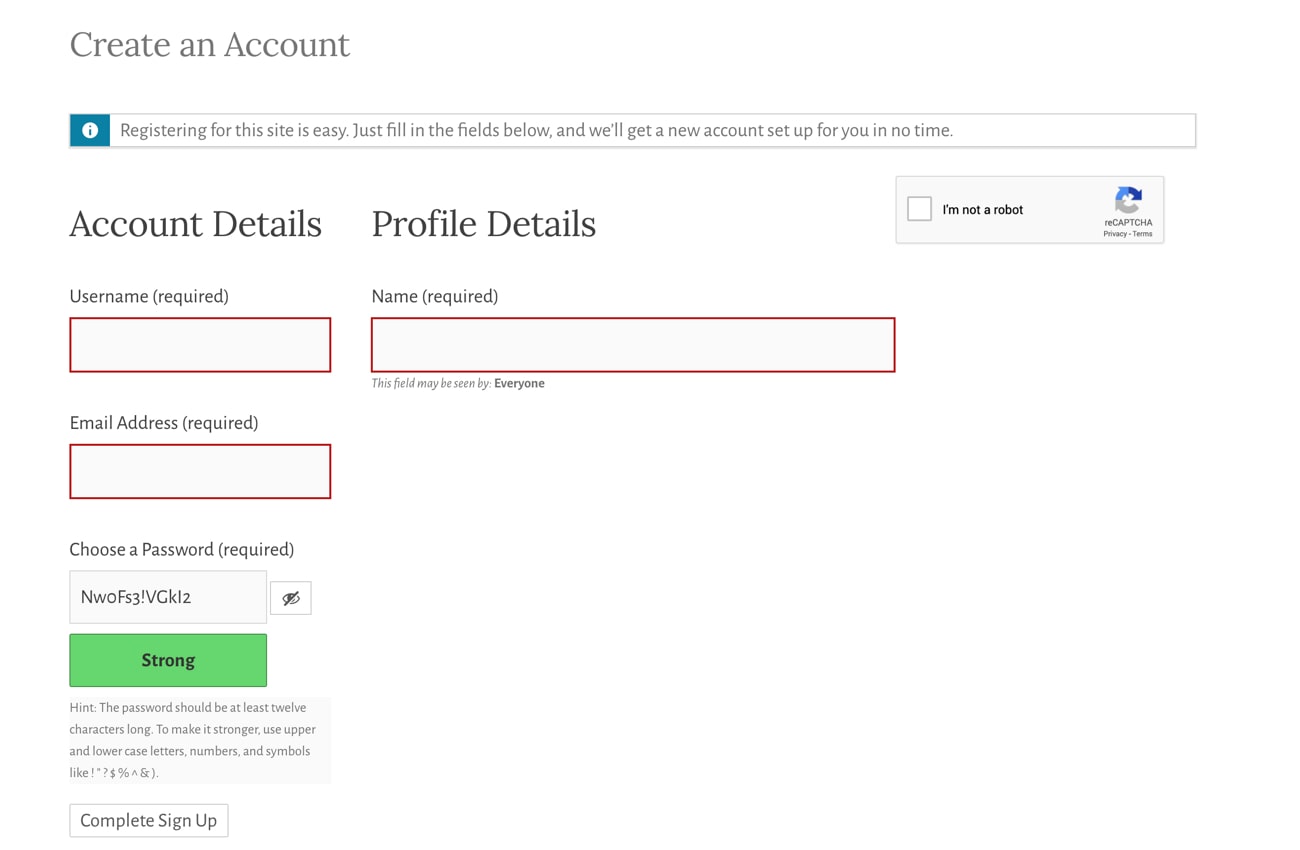 Create an Account
Registering for this site is easy. Just fill in the fields below, and we’ll get a new account set up for you in no time.
Account Details
Username (required)
Email Address (required)
Choose a Password (required)
Nw0Fs3!VGkI2
Strong
Hint: The password should be at least twelve
characters long. To make it stronger, use upper
and lower case letters, numbers, and symbols
like ! " ? $ % ^ & ).
Profile Details
Name (required)
This field may be seen by: Everyone
I'm not a robot
reCAPTCHA
Privacy - Terms
Complete Sign Up